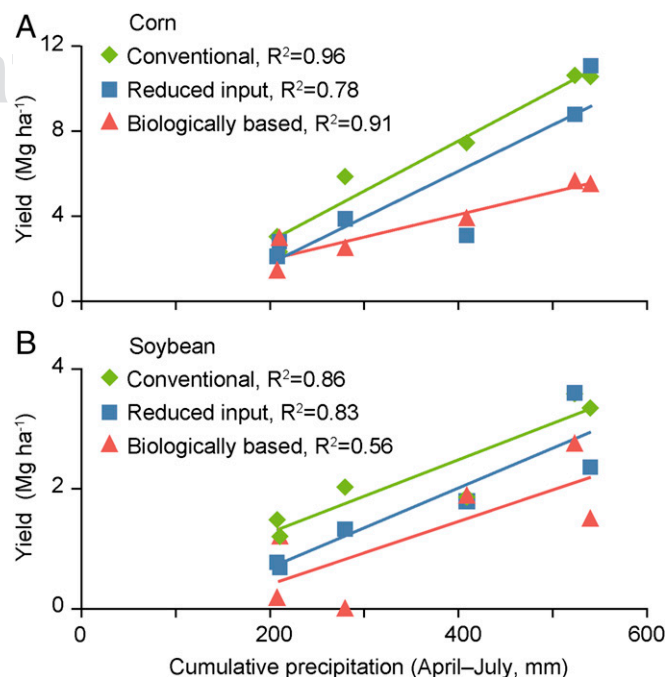 A
Corn
12
Conventional, R²=0.96
Reduced input, R²=0.78
Biologically based, R²=0.91
8
4
0
Yield (Mg ha⁻¹)
B
Soybean
4
Conventional, R²=0.86
Reduced input, R²=0.83
Biologically based, R²=0.56
2
0
Yield (Mg ha⁻¹)
0 200 400 600
Cumulative precipitation (April–July, mm)